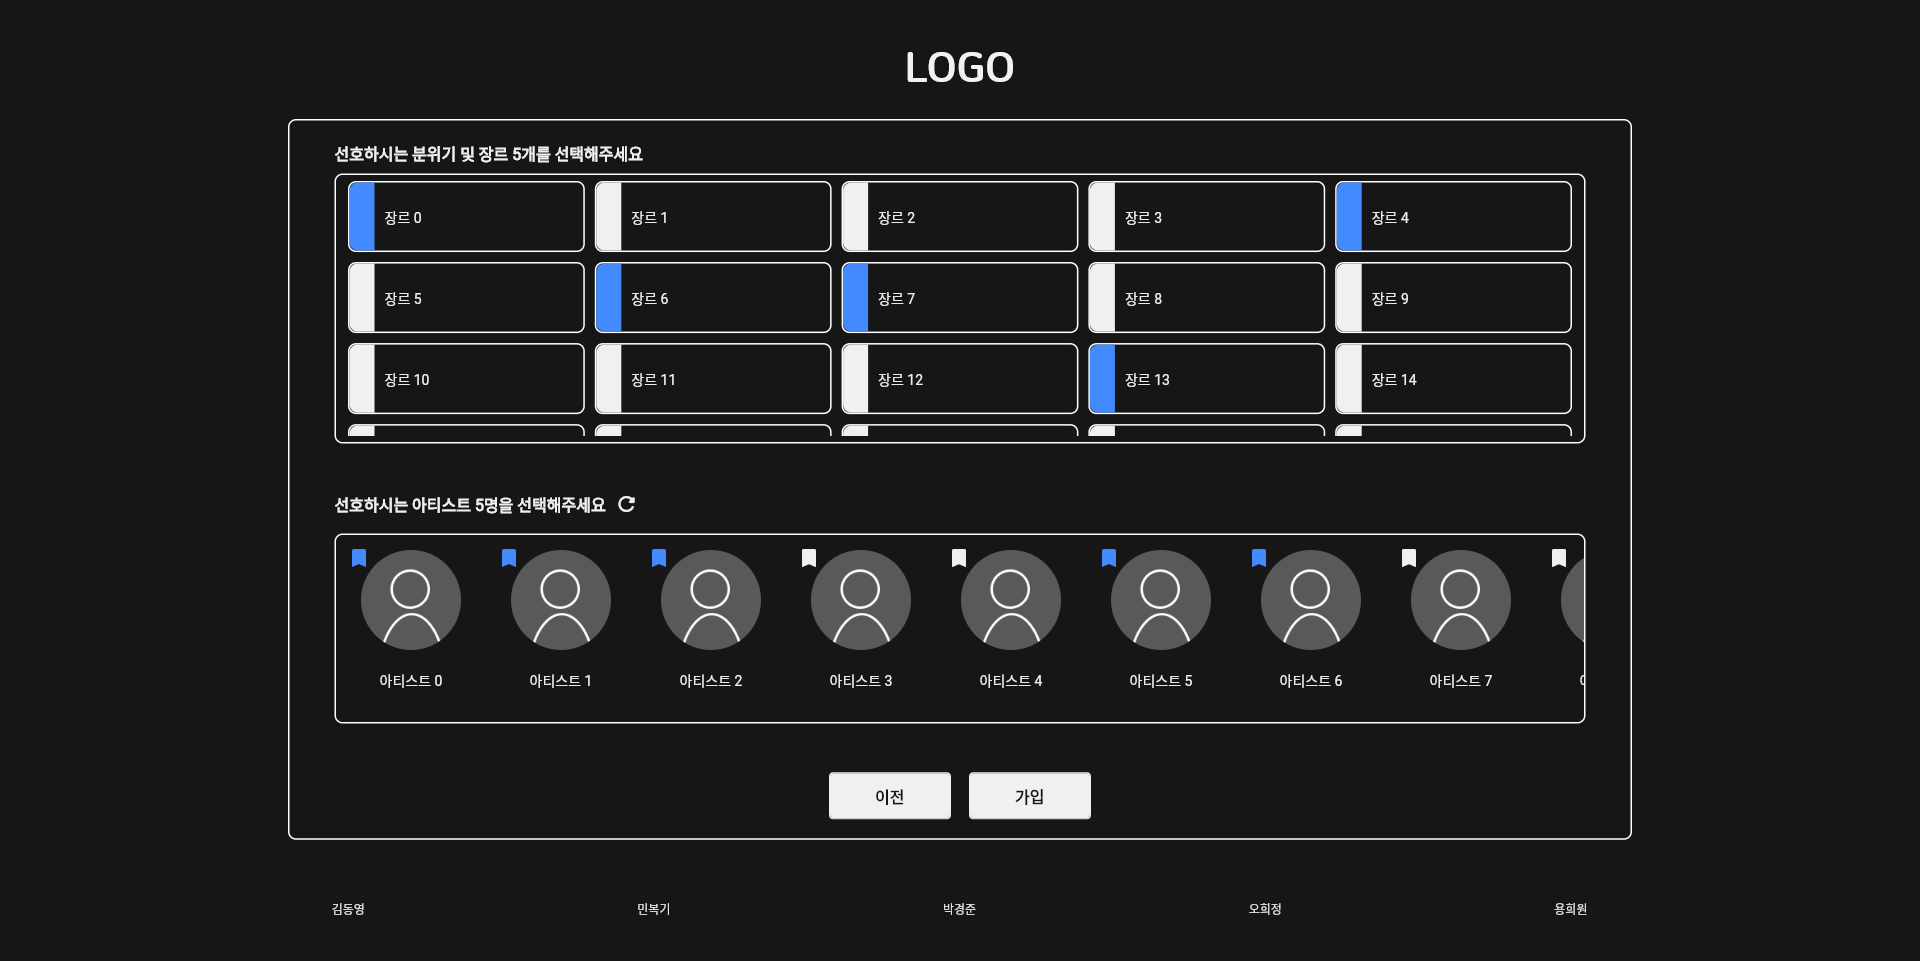 LOGO
선호하시는 분위기 및 장르 5개를 선택해주세요
장르 0
장르 1
장르 2
장르 3
장르 4
장르 5
장르 6
장르 7
장르 8
장르 9
장르 10
장르 11
장르 12
장르 13
장르 14
선호하시는 아티스트 5명을 선택해주세요
아티스트 0
아티스트 1
아티스트 2
아티스트 3
아티스트 4
아티스트 5
아티스트 6
아티스트 7
이전
가입
김동영
민복기
박경준
오희정
용희원